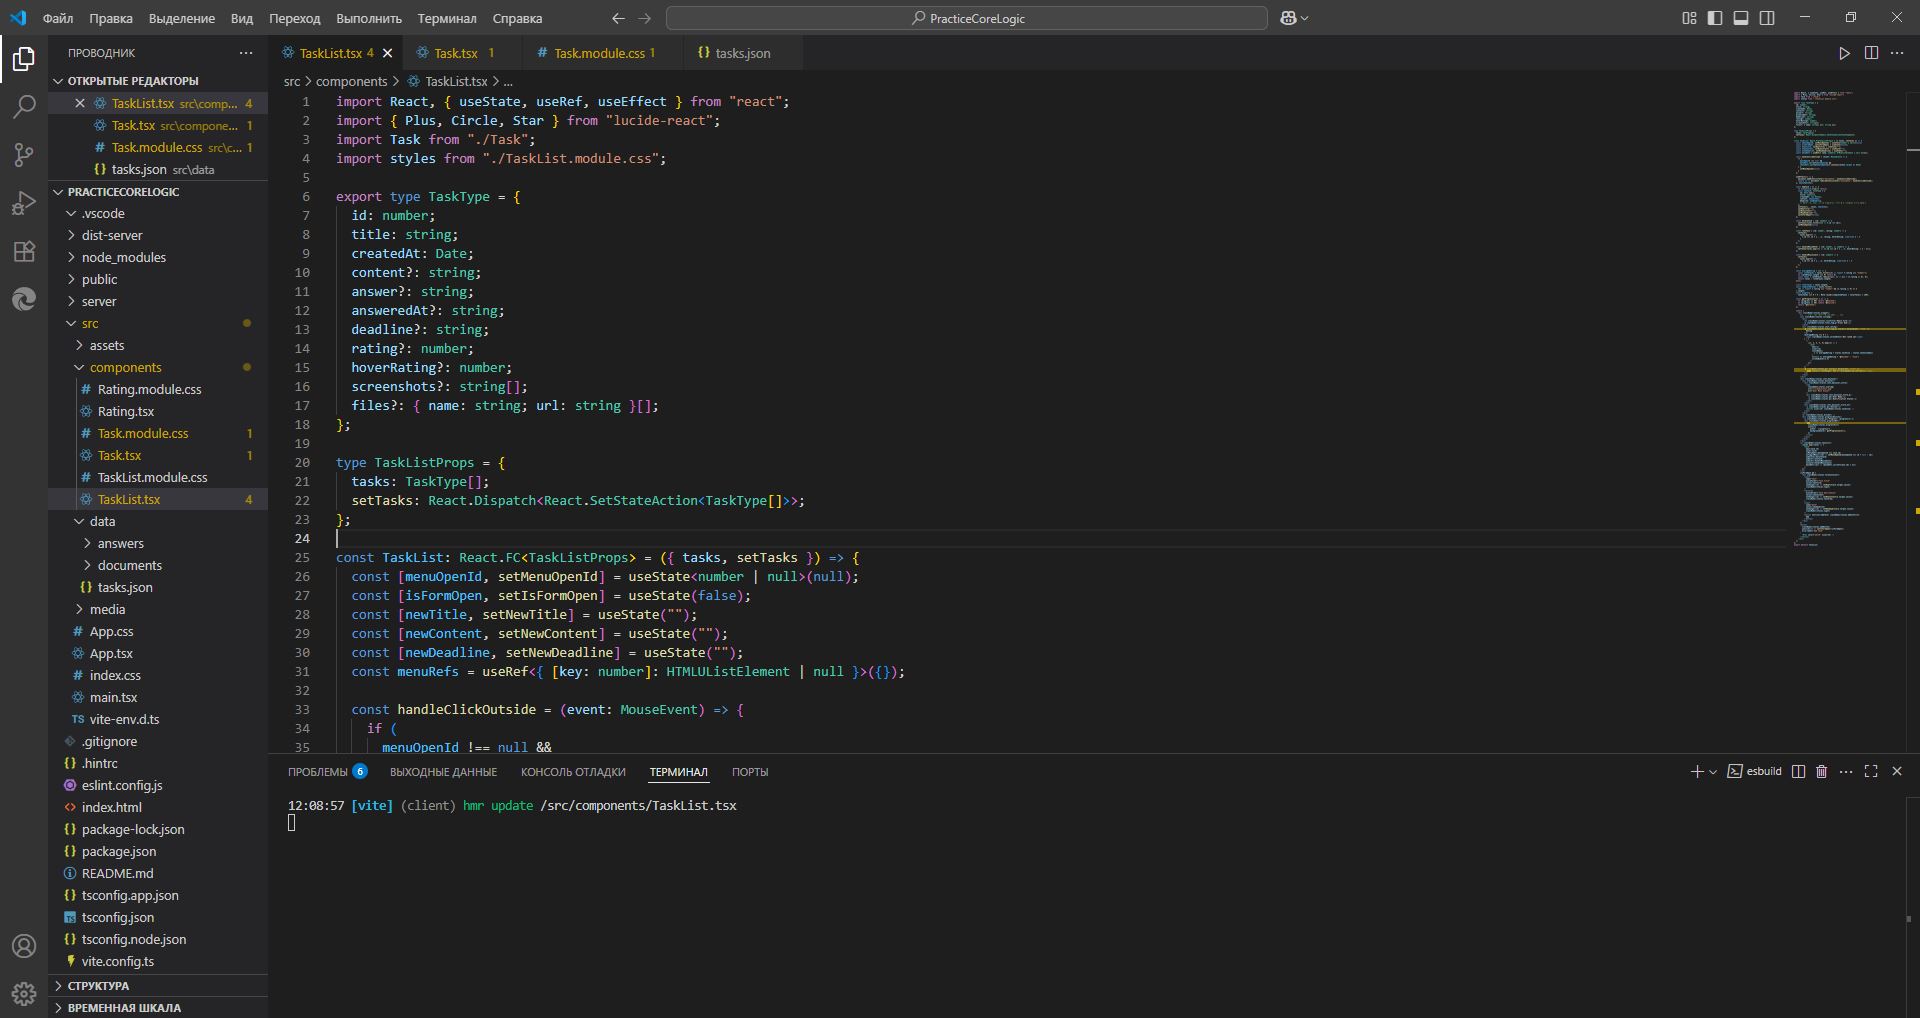 Файл Правка Выделение Вид Переход Выполнить Терминал Справка
PracticeCoreLogic
ПРОВОДНИК
ОТКРЫТЫЕ РЕДАКТОРЫ
TaskList.tsx src\comp... 4
Task.tsx src\compone... 1
Task.module.css src\c... 1
tasks.json src\data
PRACTICECORELOGIC
.vscode
dist-server
node_modules
public
server
src
assets
components
Rating.module.css
Rating.tsx
Task.module.css 1
Task.tsx 1
TaskList.module.css
TaskList.tsx 4
data
answers
documents
tasks.json
media
App.css
App.tsx
index.css
main.tsx
TS vite-env.d.ts
.gitignore
.hintrc
eslint.config.js
index.html
package-lock.json
package.json
README.md
tsconfig.app.json
tsconfig.json
tsconfig.node.json
vite.config.ts
СТРУКТУРА
ВРЕМЕННАЯ ШКАЛА
TaskList.tsx 4 Task.tsx 1 Task.module.css 1 tasks.json
src > components > TaskList.tsx > ...
1 import React, { useState, useRef, useEffect } from "react";
2 import { Plus, Circle, Star } from "lucide-react";
3 import Task from "./Task";
4 import styles from "./TaskList.module.css";
5
6 export type TaskType = {
7 id: number;
8 title: string;
9 createdAt: Date;
10 content?: string;
11 answer?: string;
12 answeredAt?: string;
13 deadline?: string;
14 rating?: number;
15 hoverRating?: number;
16 screenshots?: string[];
17 files?: { name: string; url: string }[];
18 };
19
20 type TaskListProps = {
21 tasks: TaskType[];
22 setTasks: React.Dispatch<React.SetStateAction<TaskType[]>>;
23 };
24
25 const TaskList: React.FC<TaskListProps> = ({ tasks, setTasks }) => {
26 const [menuOpenId, setMenuOpenId] = useState<number | null>(null);
27 const [isFormOpen, setIsFormOpen] = useState(false);
28 const [newTitle, setNewTitle] = useState("");
29 const [newContent, setNewContent] = useState("");
30 const [newDeadline, setNewDeadline] = useState("");
31 const menuRefs = useRef<{ [key: number]: HTMLUListElement | null }>({});
32
33 const handleClickOutside = (event: MouseEvent) => {
34 if (
35 menuOpenId !== null &&
ПРОБЛЕМЫ 6 ВЫХОДНЫЕ ДАННЫЕ КОНСОЛЬ ОТЛАДКИ ТЕРМИНАЛ ПОРТЫ
esbuild
12:08:57 [vite] (client) hmr update /src/components/TaskList.tsx